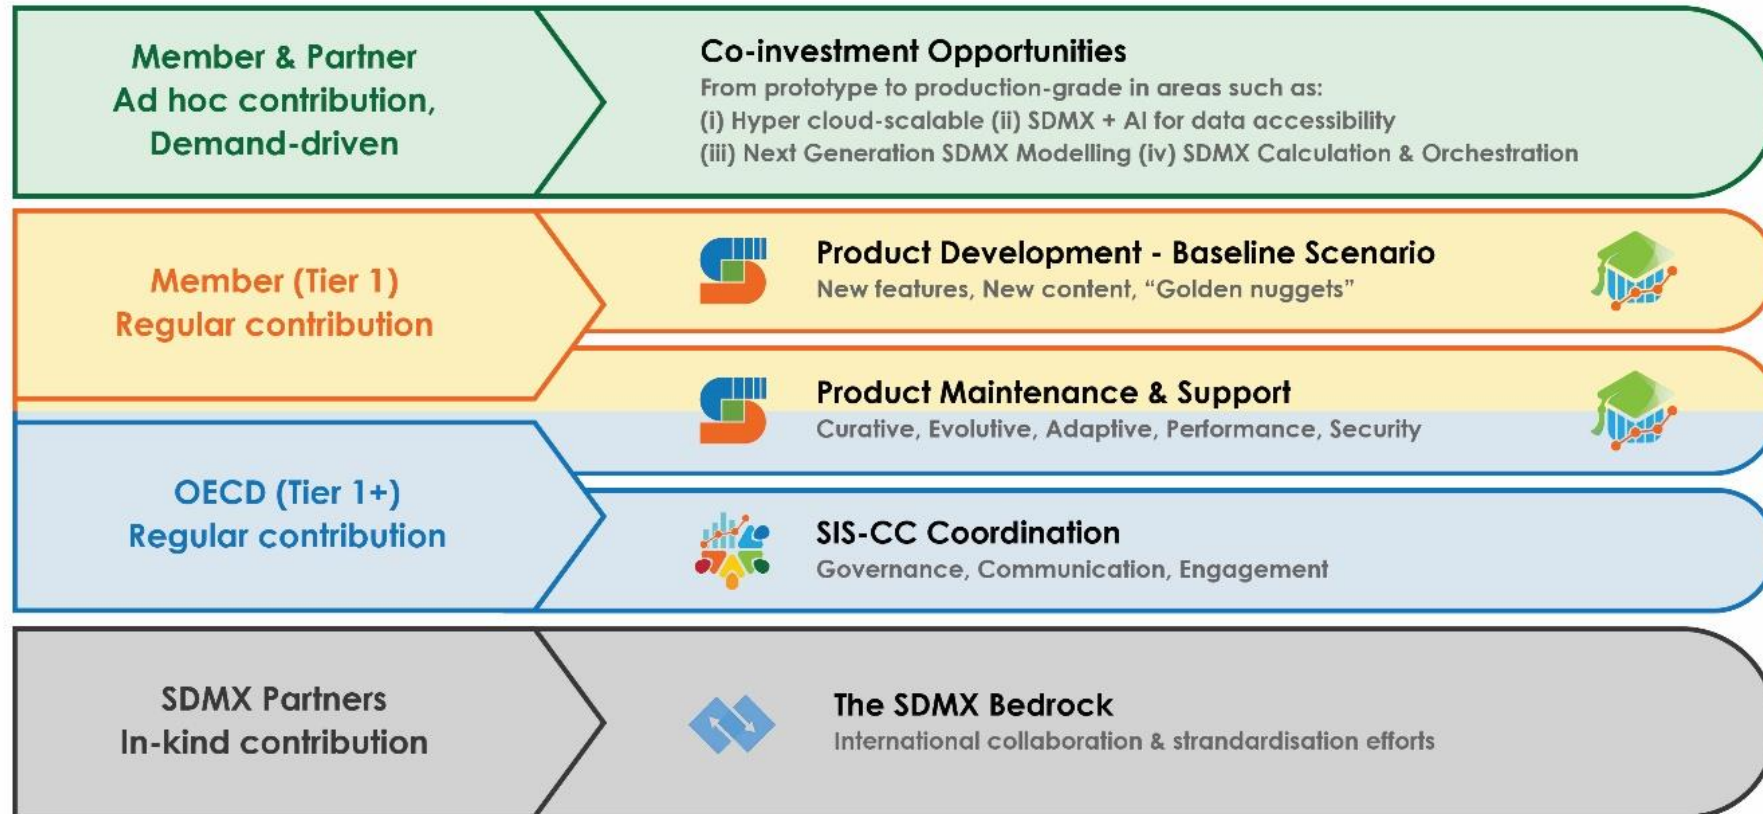 Member & Partner
Ad hoc contribution,
Demand-driven
Co-investment Opportunities
From prototype to production-grade in areas such as:
(i) Hyper cloud-scalable (ii) SDMX + AI for data accessibility
(iii) Next Generation SDMX Modelling (iv) SDMX Calculation & Orchestration
Member (Tier 1)
Regular contribution
Product Development - Baseline Scenario
New features, New content, “Golden nuggets”
Product Maintenance & Support
Curative, Evolutive, Adaptive, Performance, Security
OECD (Tier 1+)
Regular contribution
SIS-CC Coordination
Governance, Communication, Engagement
SDMX Partners
In-kind contribution
The SDMX Bedrock
International collaboration & strandardisation efforts